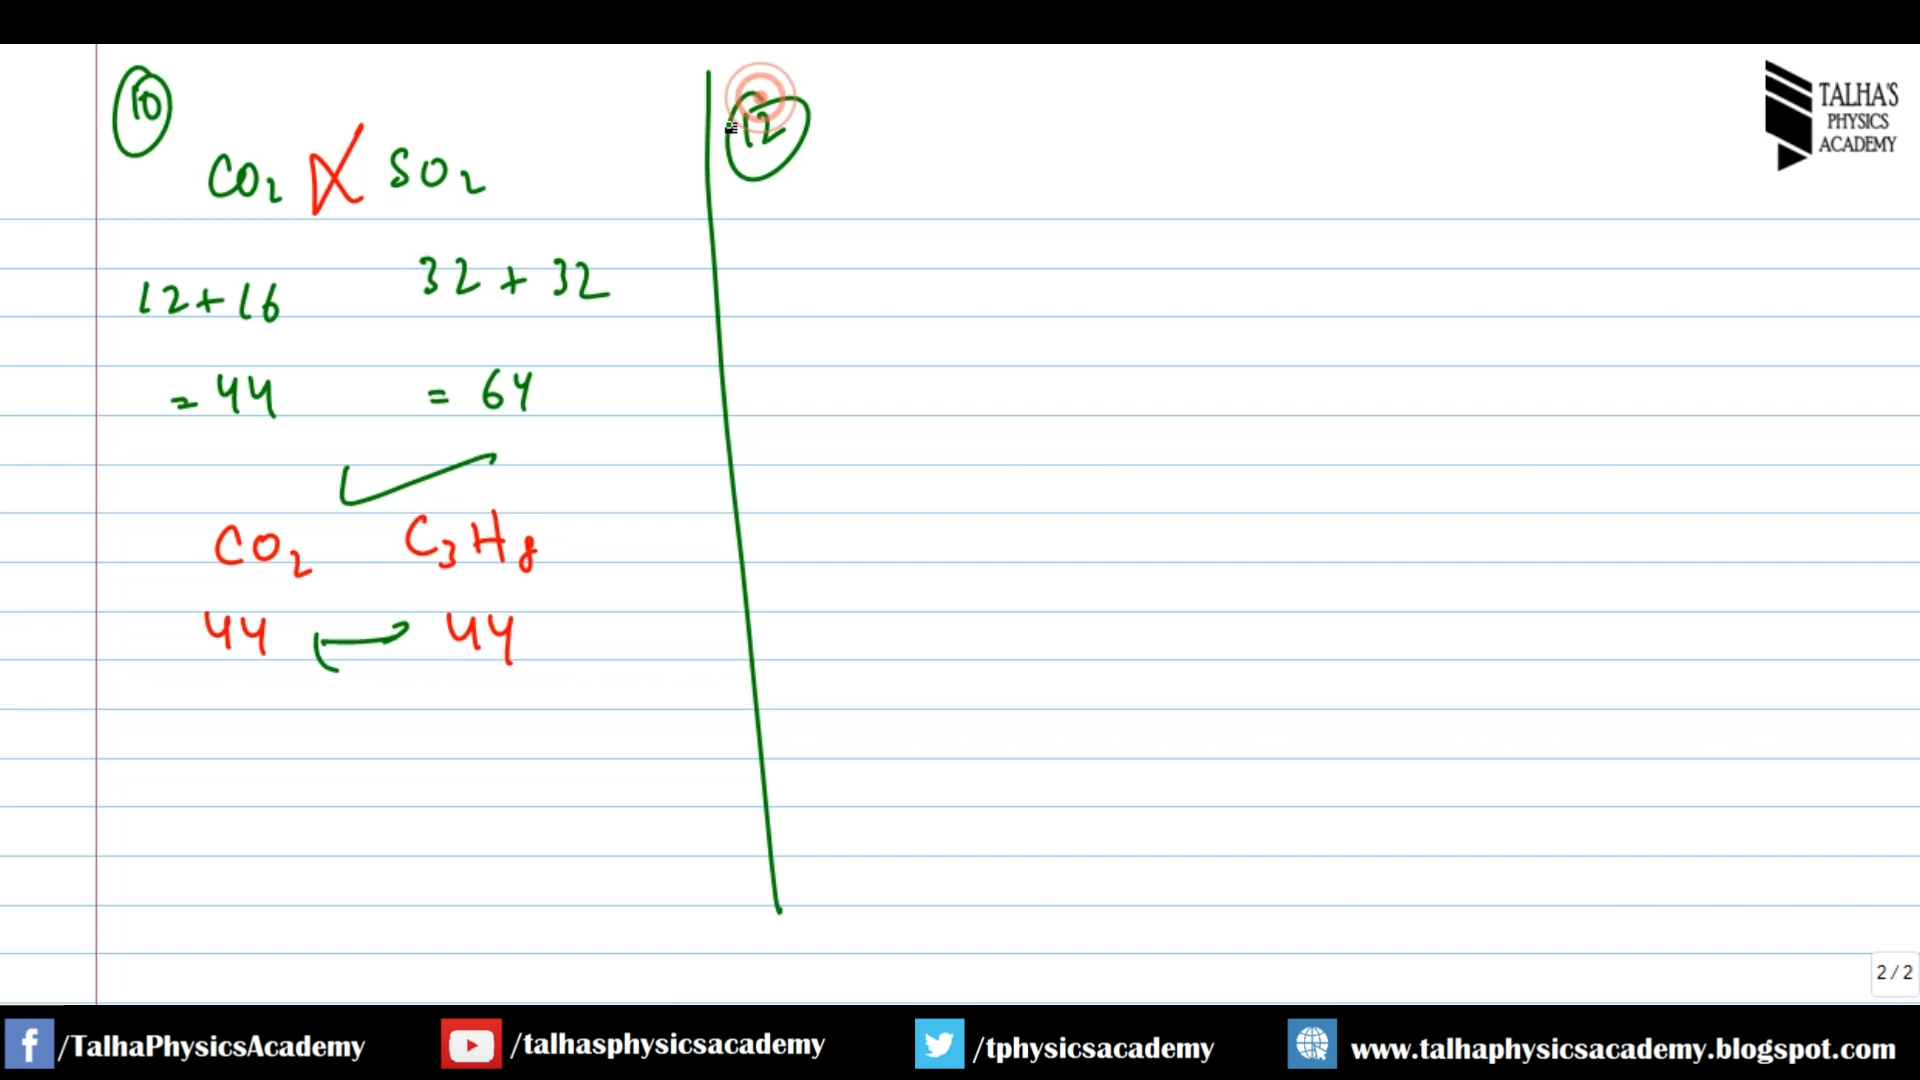 10
CO2 SO2
12+16 32+32
=44 =64
CO2 C3H8
44 44
12
TALHA'S
PHYSICS
ACADEMY
2/2
/TalhaPhysicsAcademy /talhasphysicsacademy /tphysicsacademy www.talhaphysicsacademy.blogspot.com